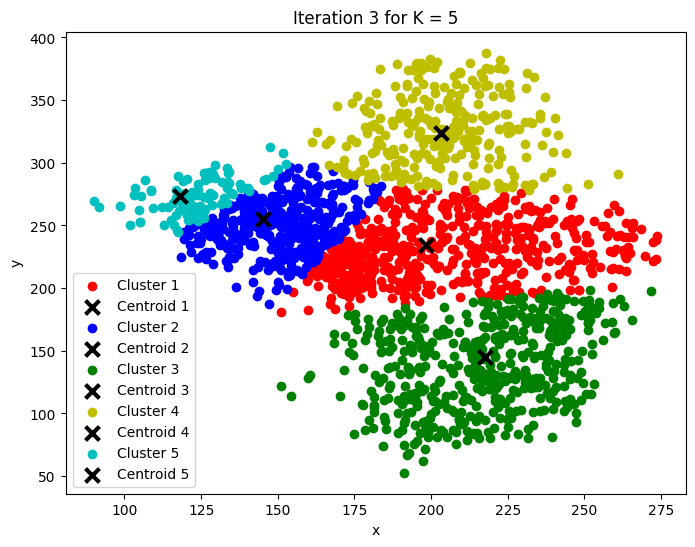 Iteration 3 for K = 5
400
350
300
250
200
150
100
50
y
Cluster 1
Centroid 1
Cluster 2
Centroid 2
Cluster 3
Centroid 3
Cluster 4
Centroid 4
Cluster 5
Centroid 5
100 125 150 175 200 225 250 275
x